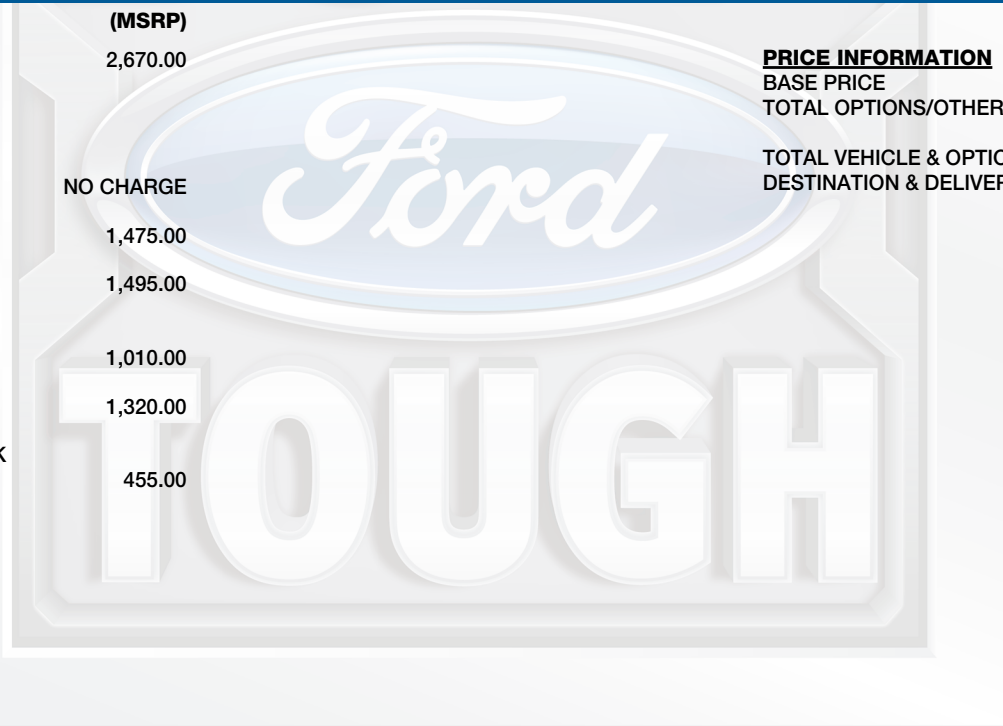 (MSRP)
2,670.00
NO CHARGE
1,475.00
1,495.00
1,010.00
1,320.00
K
455.00
PRICE INFORMATION
BASE PRICE
TOTAL OPTIONS/OTHER
TOTAL VEHICLE & OPTIO
DESTINATION & DELIVER
Ford
TOUGH